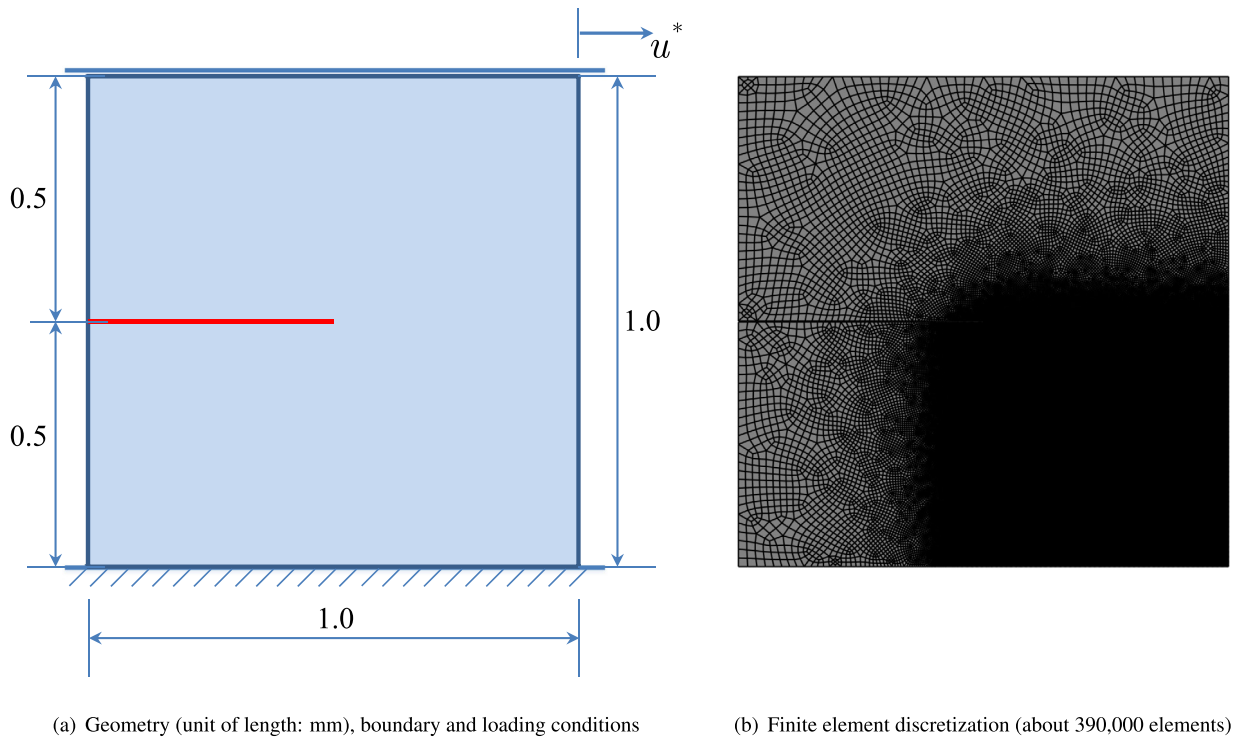 u*
0.5
1.0
0.5
1.0
(a) Geometry (unit of length: mm), boundary and loading conditions
(b) Finite element discretization (about 390,000 elements)